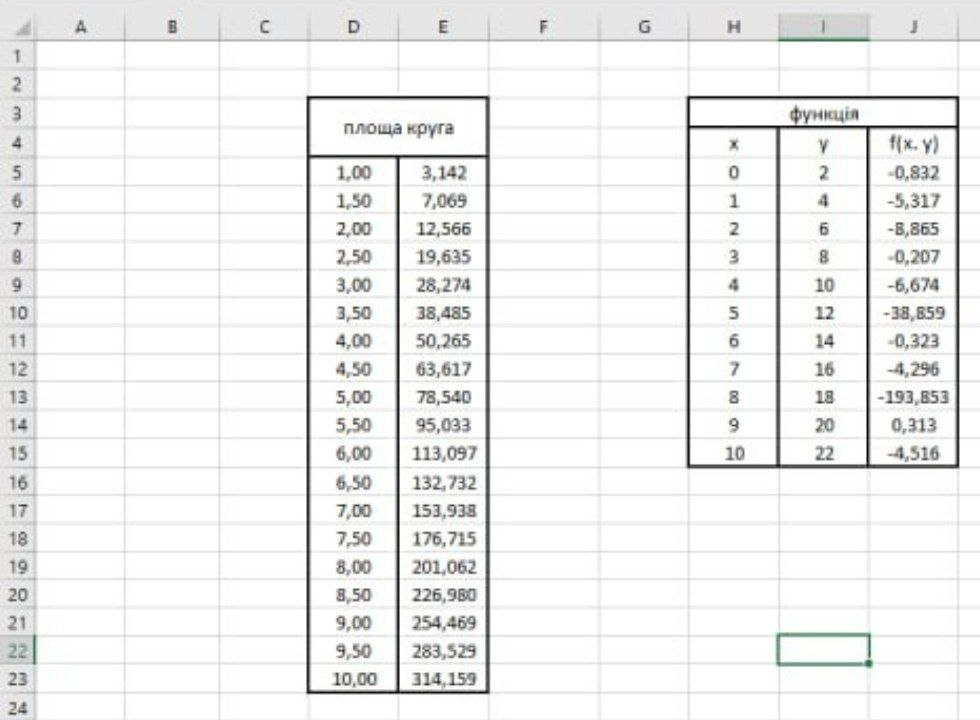 A B C D E F G H I J
1
2
3 площа круга функція
4 x y f(x. y)
5 1,00 3,142 0 2 -0,832
6 1,50 7,069 1 4 -5,317
7 2,00 12,566 2 6 -8,865
8 2,50 19,635 3 8 -0,207
9 3,00 28,274 4 10 -6,674
10 3,50 38,485 5 12 -38,859
11 4,00 50,265 6 14 -0,323
12 4,50 63,617 7 16 -4,296
13 5,00 78,540 8 18 -193,853
14 5,50 95,033 9 20 0,313
15 6,00 113,097 10 22 -4,516
16 6,50 132,732
17 7,00 153,938
18 7,50 176,715
19 8,00 201,062
20 8,50 226,980
21 9,00 254,469
22 9,50 283,529
23 10,00 314,159
24